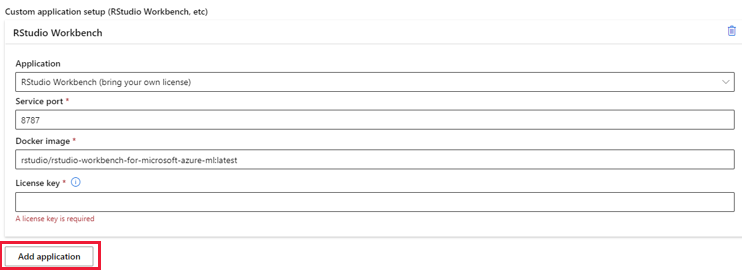 Custom application setup (RStudio Workbench, etc)
RStudio Workbench
Application
RStudio Workbench (bring your own license)
Service port *
8787
Docker image *
rstudio/rstudio-workbench-for-microsoft-azure-ml:latest
License key *
A license key is required
Add application